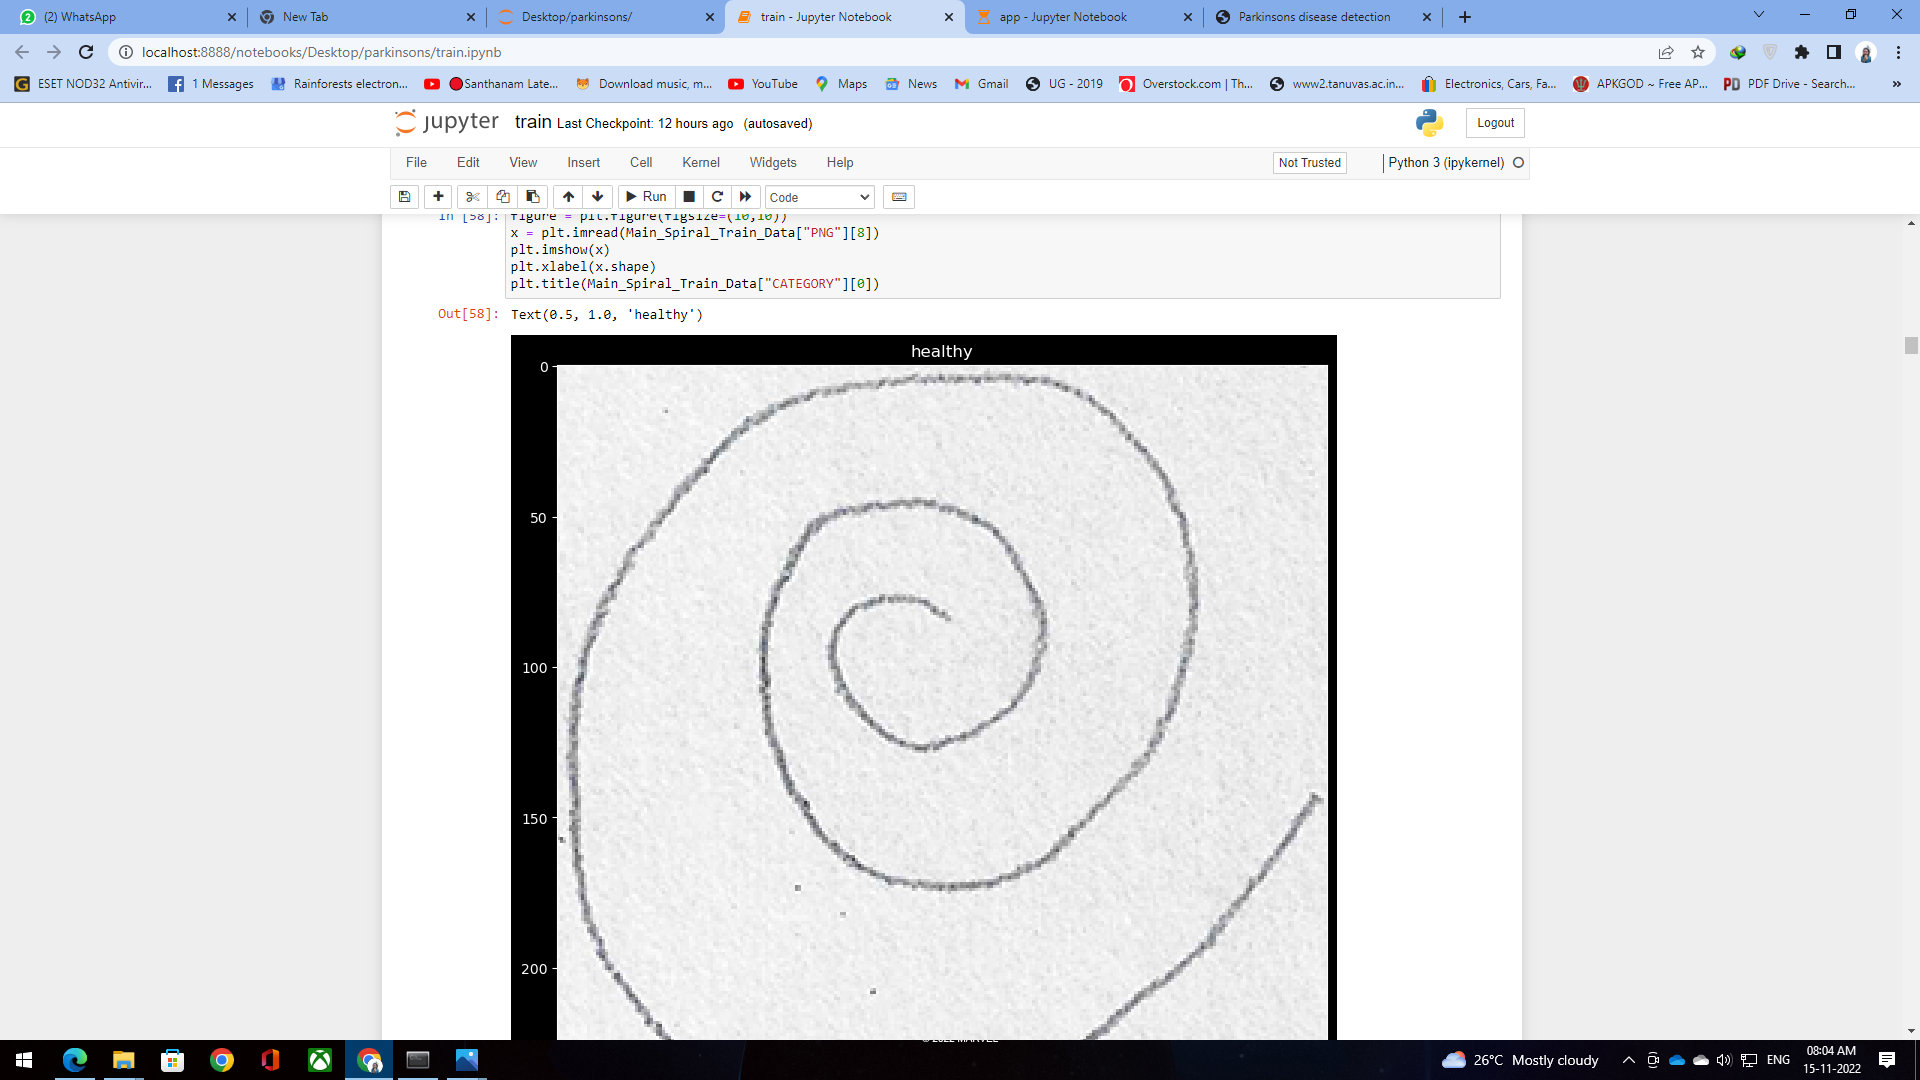 (2) WhatsApp
New Tab
Desktop/parkinsons/
train - Jupyter Notebook
app - Jupyter Notebook
Parkinsons disease detection
localhost:8888/notebooks/Desktop/parkinsons/train.ipynb
ESET NOD32 Antivir...
1 Messages
Rainforests electron...
Santhanam Late...
Download music, m...
YouTube
Maps
News
Gmail
UG - 2019
Overstock.com | Th...
www2.tanuvas.ac.in...
Electronics, Cars, Fa...
APKGOD ~ Free AP...
PDF Drive - Search...
»
jupyter train Last Checkpoint: 12 hours ago (autosaved)
Logout
File Edit View Insert Cell Kernel Widgets Help
Not Trusted
Python 3 (ipykernel)
Run
Code
In [58]: figure = plt.figure(figsize=(10,10))
x = plt.imread(Main_Spiral_Train_Data["PNG"][8])
plt.imshow(x)
plt.xlabel(x.shape)
plt.title(Main_Spiral_Train_Data["CATEGORY"][0])
Out[58]: Text(0.5, 1.0, 'healthy')
healthy
0
50
100
150
200
© 2022 MARVEL
26°C Mostly cloudy
ENG
08:04 AM
15-11-2022